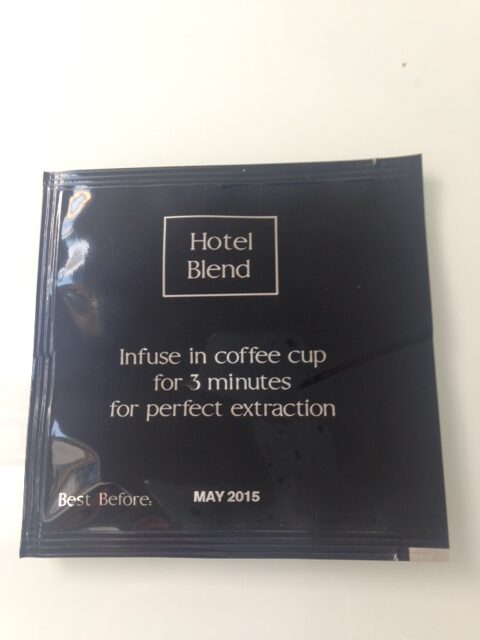 Hotel
Blend
Infuse in coffee cup
for 3 minutes
for perfect extraction
Best Before: MAY 2015